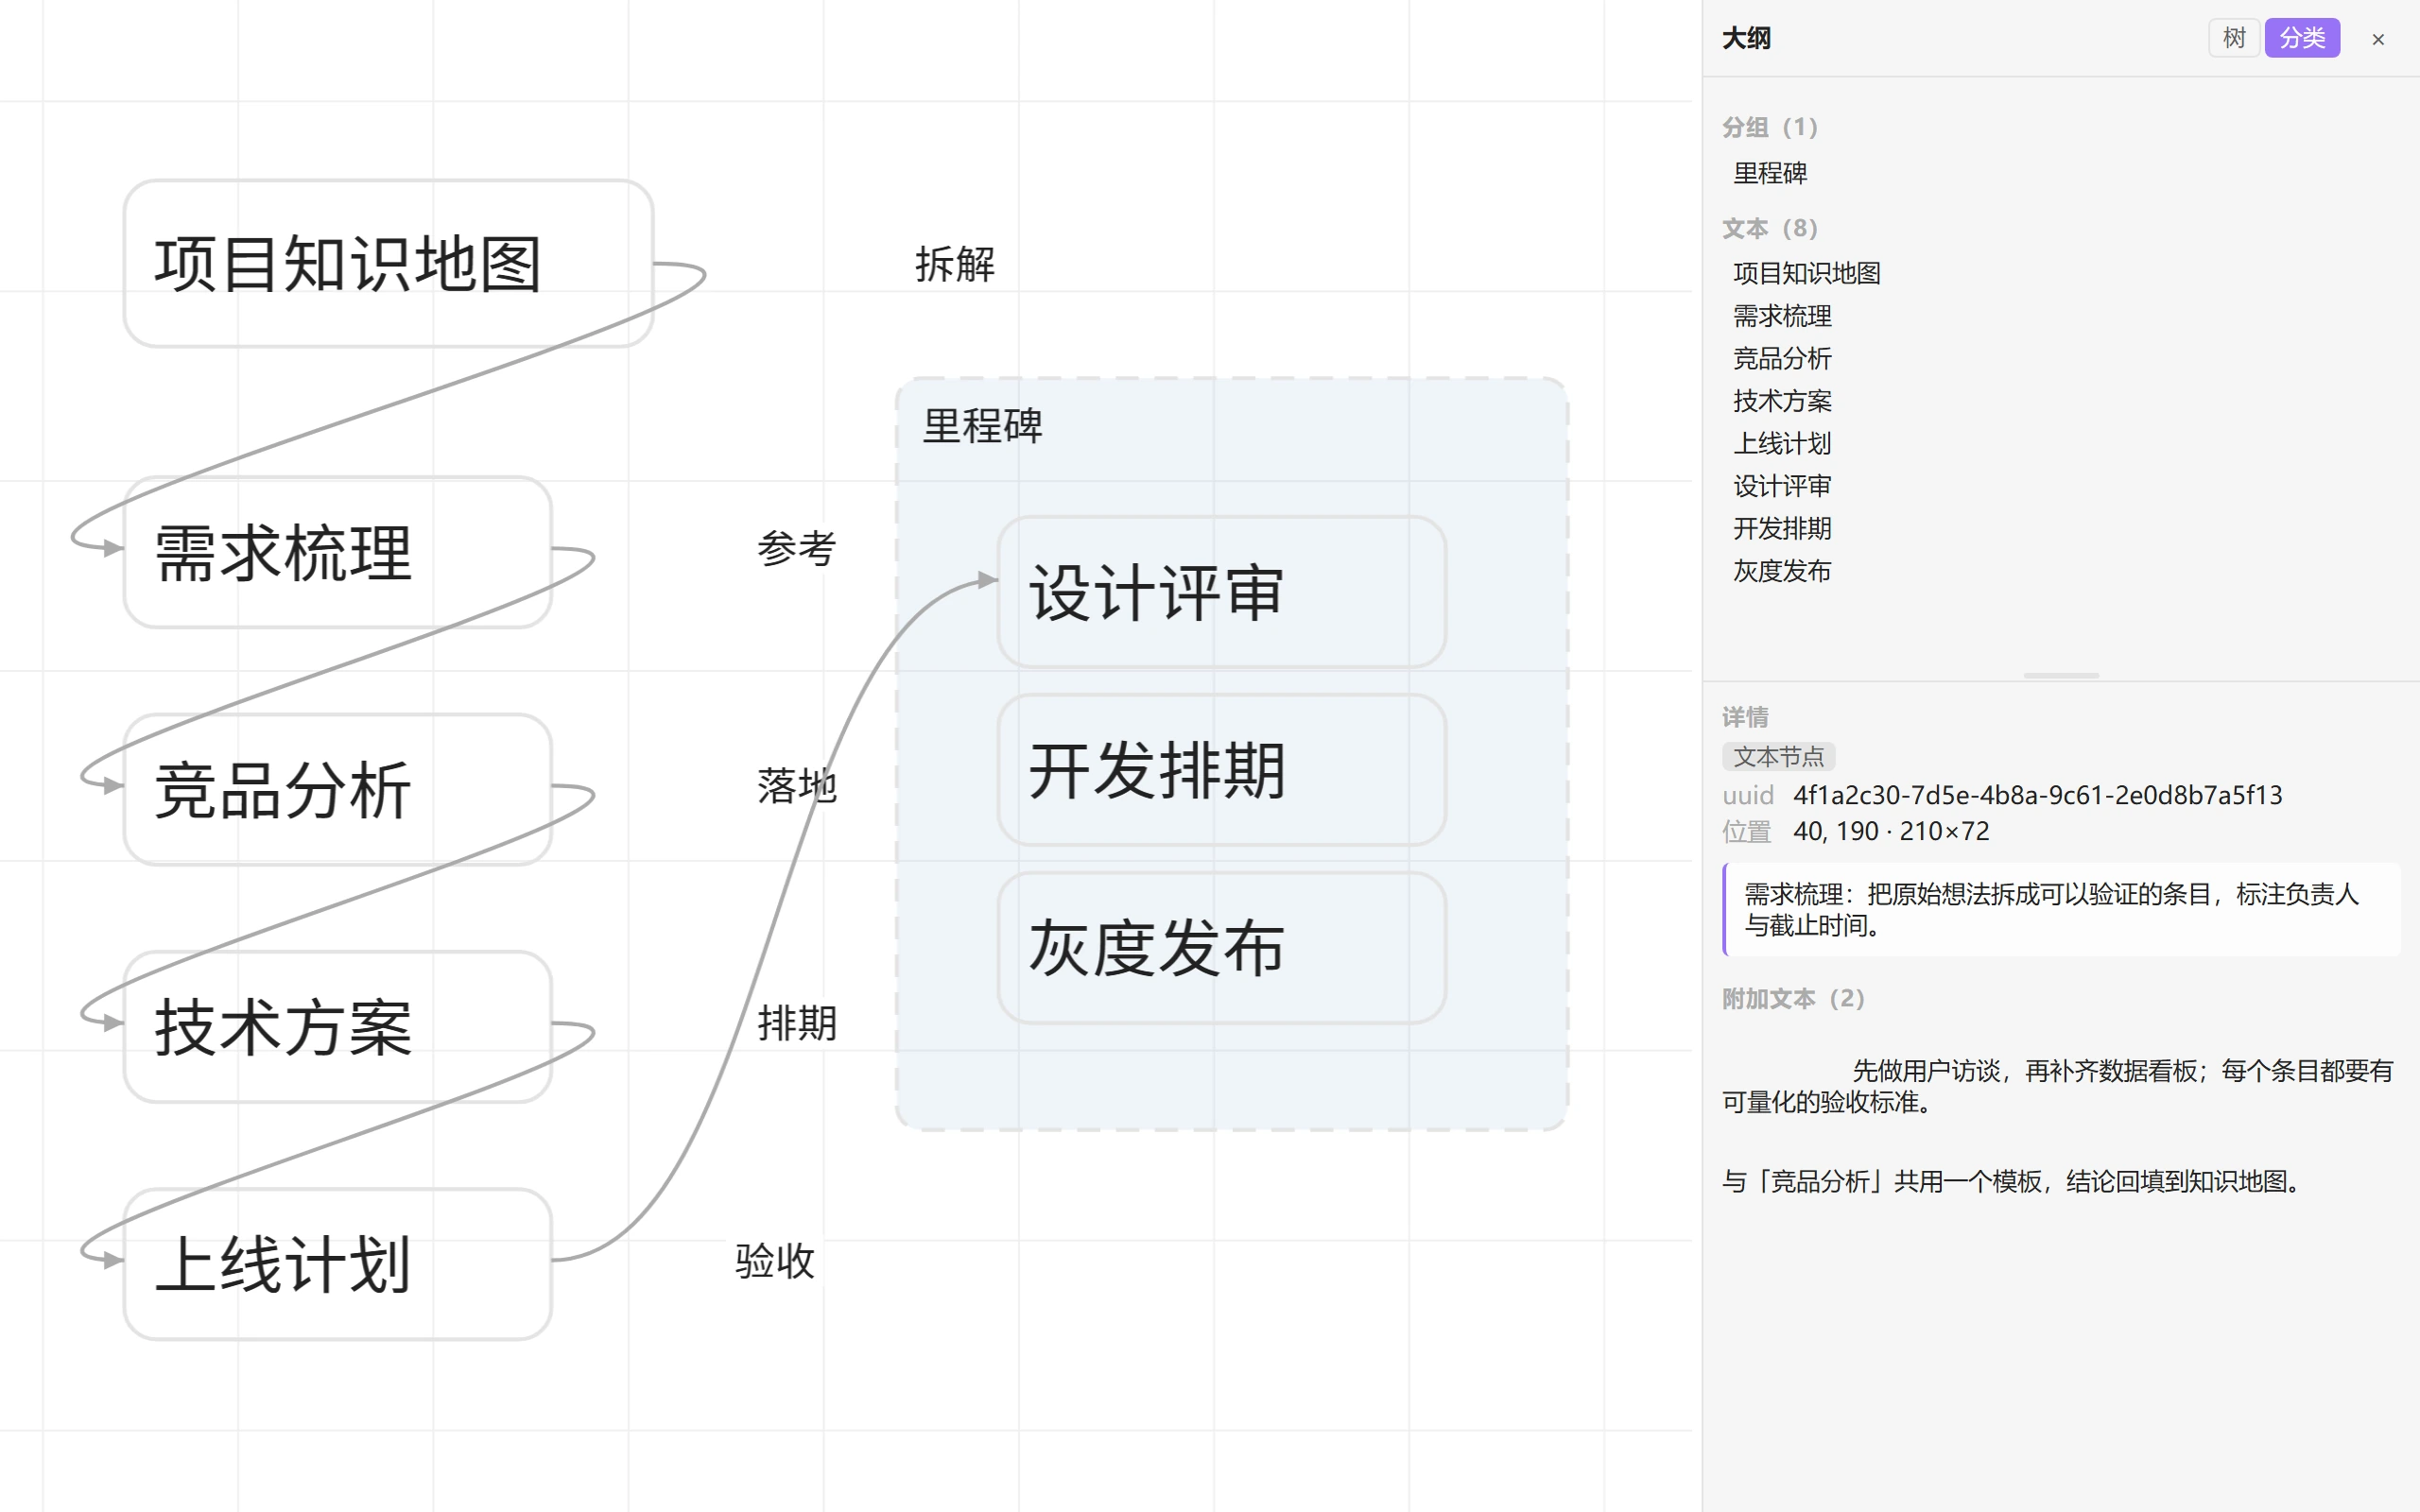 项目知识地图
拆解
里程碑
需求梳理
参考
设计评审
竞品分析
落地
开发排期
技术方案
排期
灰度发布
上线计划
验收
大纲
树
分类
×
分组（1）
里程碑
文本（8）
项目知识地图
需求梳理
竞品分析
技术方案
上线计划
设计评审
开发排期
灰度发布
详情
文本节点
uuid 4f1a2c30-7d5e-4b8a-9c61-2e0d8b7a5f13
位置 40, 190 · 210×72
需求梳理：把原始想法拆成可以验证的条目，标注负责人
与截止时间。
附加文本（2）
先做用户访谈，再补齐数据看板；每个条目都要有
可量化的验收标准。
与「竞品分析」共用一个模板，结论回填到知识地图。